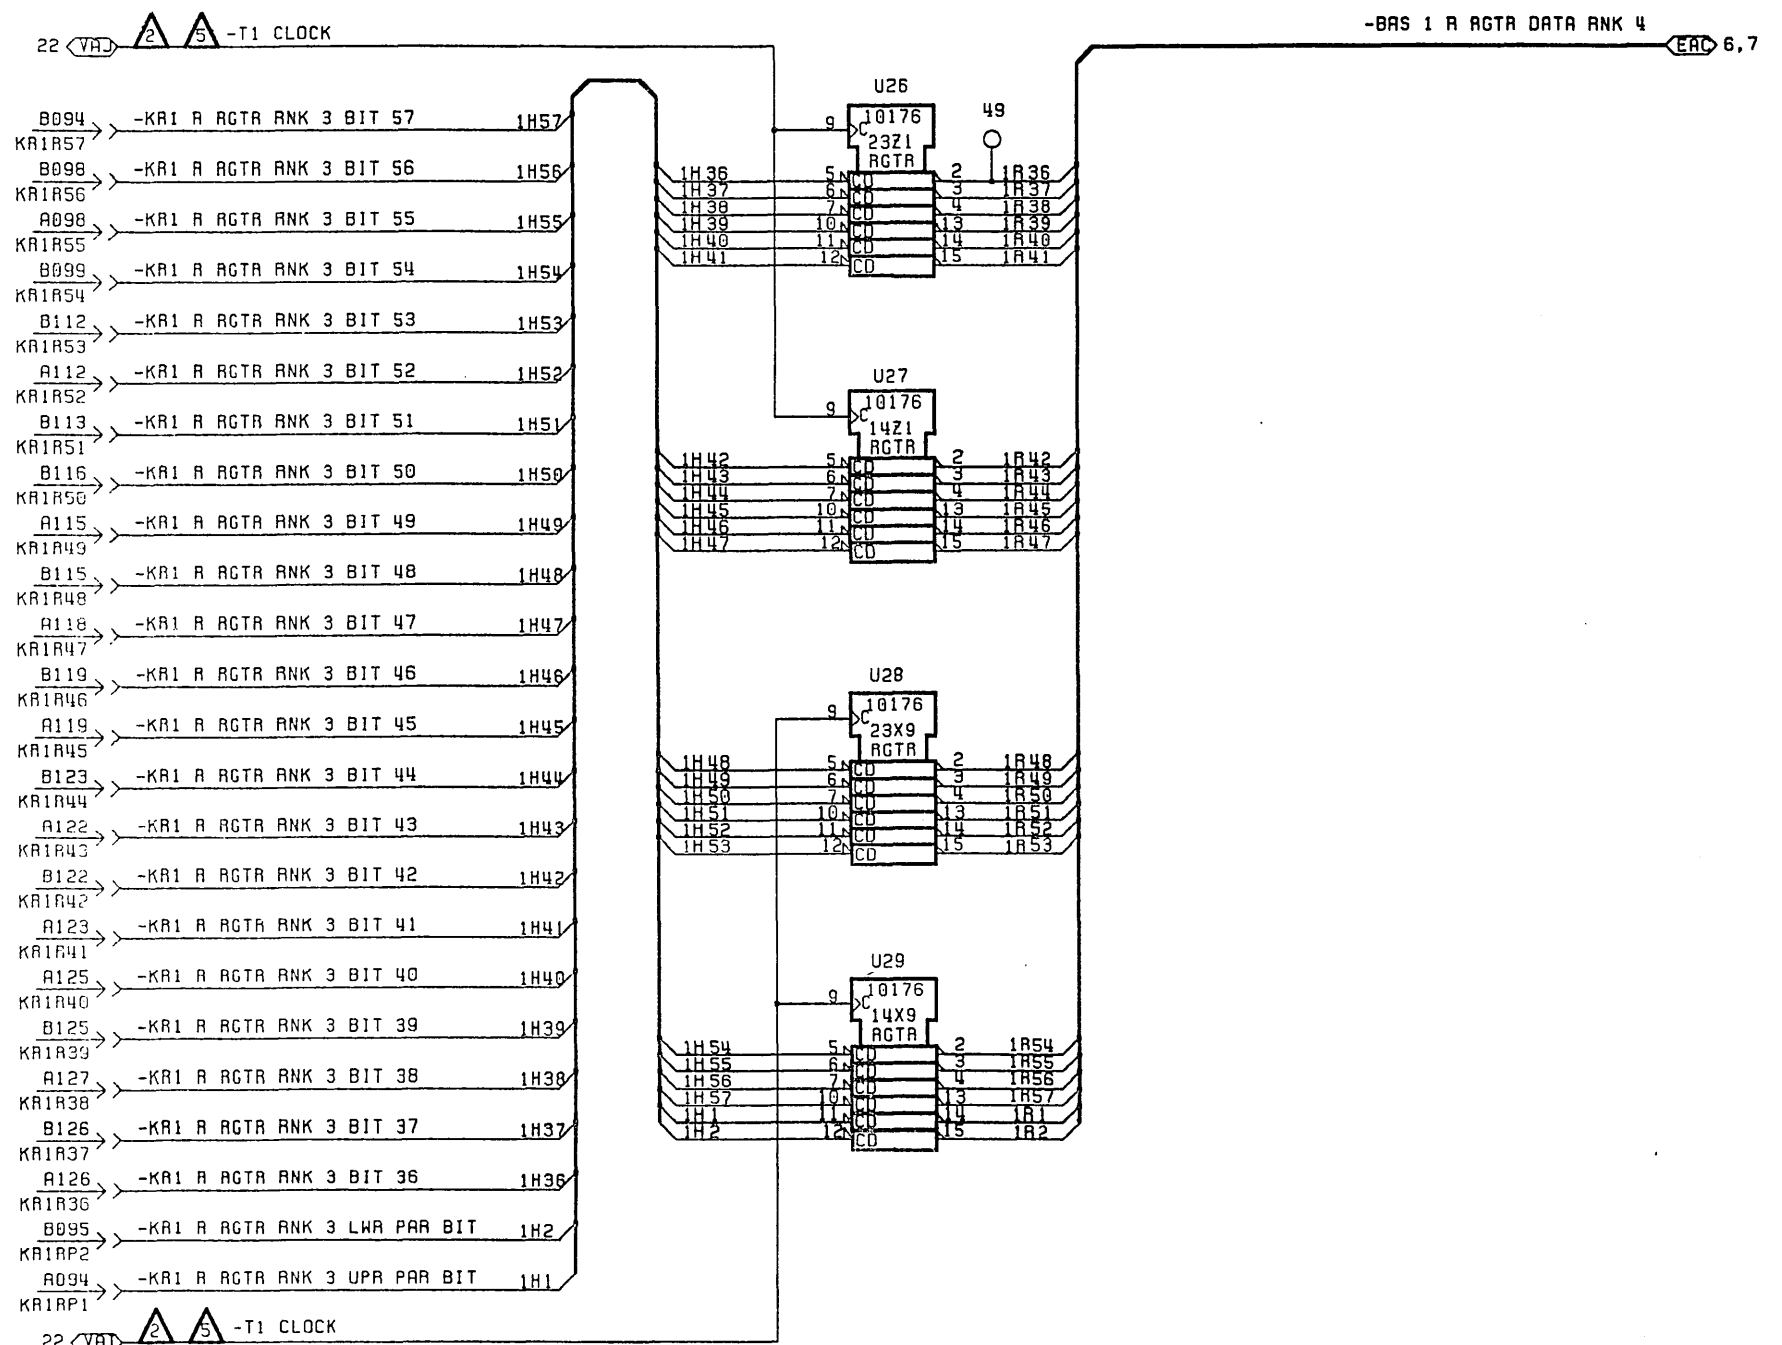 -BAS 1 R RGTR DATA RNK 4
22 VAJ 2 5 -T1 CLOCK
EAC 6,7
B094 -KR1 R RGTR RNK 3 BIT 57 1H57
KR1R57
B098 -KR1 R RGTR RNK 3 BIT 56 1H56
KR1R56
A098 -KR1 R RGTR RNK 3 BIT 55 1H55
KR1R55
B099 -KR1 R RGTR RNK 3 BIT 54 1H54
KR1R54
B112 -KR1 R RGTR RNK 3 BIT 53 1H53
KR1R53
A112 -KR1 R RGTR RNK 3 BIT 52 1H52
KR1R52
B113 -KR1 R RGTR RNK 3 BIT 51 1H51
KR1R51
B116 -KR1 R RGTR RNK 3 BIT 50 1H50
KR1R50
A115 -KR1 R RGTR RNK 3 BIT 49 1H49
KR1R49
B115 -KR1 R RGTR RNK 3 BIT 48 1H48
KR1R48
A118 -KR1 R RGTR RNK 3 BIT 47 1H47
KR1R47
B119 -KR1 R RGTR RNK 3 BIT 46 1H46
KR1R46
A119 -KR1 R RGTR RNK 3 BIT 45 1H45
KR1R45
B123 -KR1 R RGTR RNK 3 BIT 44 1H44
KR1R44
A122 -KR1 R RGTR RNK 3 BIT 43 1H43
KR1R43
B122 -KR1 R RGTR RNK 3 BIT 42 1H42
KR1R42
A123 -KR1 R RGTR RNK 3 BIT 41 1H41
KR1R41
A125 -KR1 R RGTR RNK 3 BIT 40 1H40
KR1R40
B125 -KR1 R RGTR RNK 3 BIT 39 1H39
KR1R39
A127 -KR1 R RGTR RNK 3 BIT 38 1H38
KR1R38
B126 -KR1 R RGTR RNK 3 BIT 37 1H37
KR1R37
A126 -KR1 R RGTR RNK 3 BIT 36 1H36
KR1R36
B095 -KR1 R RGTR RNK 3 LWR PAR BIT 1H2
KR1RP2
A094 -KR1 R RGTR RNK 3 UPR PAR BIT 1H1
KR1RP1
22 VAJ 2 5 -T1 CLOCK
U26
49
9 C 10176
23Z1
RGTR
1H36 5 CD 2 1R36
1H37 6 CD 3 1R37
1H38 7 CD 4 1R38
1H39 10 CD 13 1R39
1H40 11 CD 14 1R40
1H41 12 CD 15 1R41
U27
9 C 10176
14Z1
RGTR
1H42 5 CD 2 1R42
1H43 6 CD 3 1R43
1H44 7 CD 4 1R44
1H45 10 CD 13 1R45
1H46 11 CD 14 1R46
1H47 12 CD 15 1R47
U28
9 C 10176
23X9
RGTR
1H48 5 CD 2 1R48
1H49 6 CD 3 1R49
1H50 7 CD 4 1R50
1H51 10 CD 13 1R51
1H52 11 CD 14 1R52
1H53 12 CD 15 1R53
U29
9 C 10176
14X9
RGTR
1H54 5 CD 2 1R54
1H55 6 CD 3 1R55
1H56 7 CD 4 1R56
1H57 10 CD 13 1R57
1H1 11 CD 14 1R1
1H2 12 CD 15 1R2